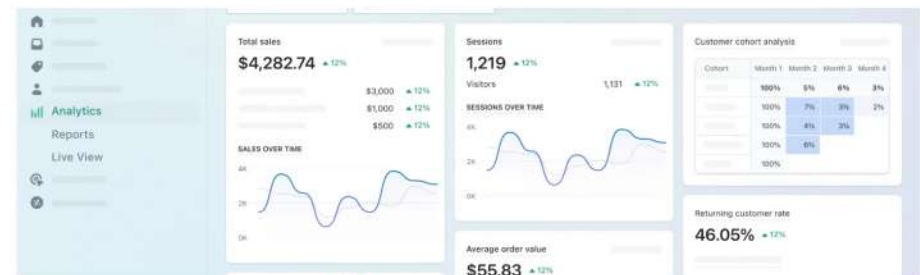 Analytics
Reports
Live View
Total sales
$4,282.74 ▲ 12%
$3,000 ▲ 12%
$1,000 ▲ 12%
$500 ▲ 12%
SALES OVER TIME
4K
2K
0K
Sessions
1,219 ▲ 12%
Visitors 1,131 ▲ 12%
SESSIONS OVER TIME
4K
2K
0K
Average order value
$55.83 ▲ 12%
Customer cohort analysis
Cohort Month 1 Month 2 Month 3 Month 4
100% 5% 6% 3%
100% 7% 3% 2%
100% 4% 3%
100% 6%
100%
Returning customer rate
46.05% ▲ 12%